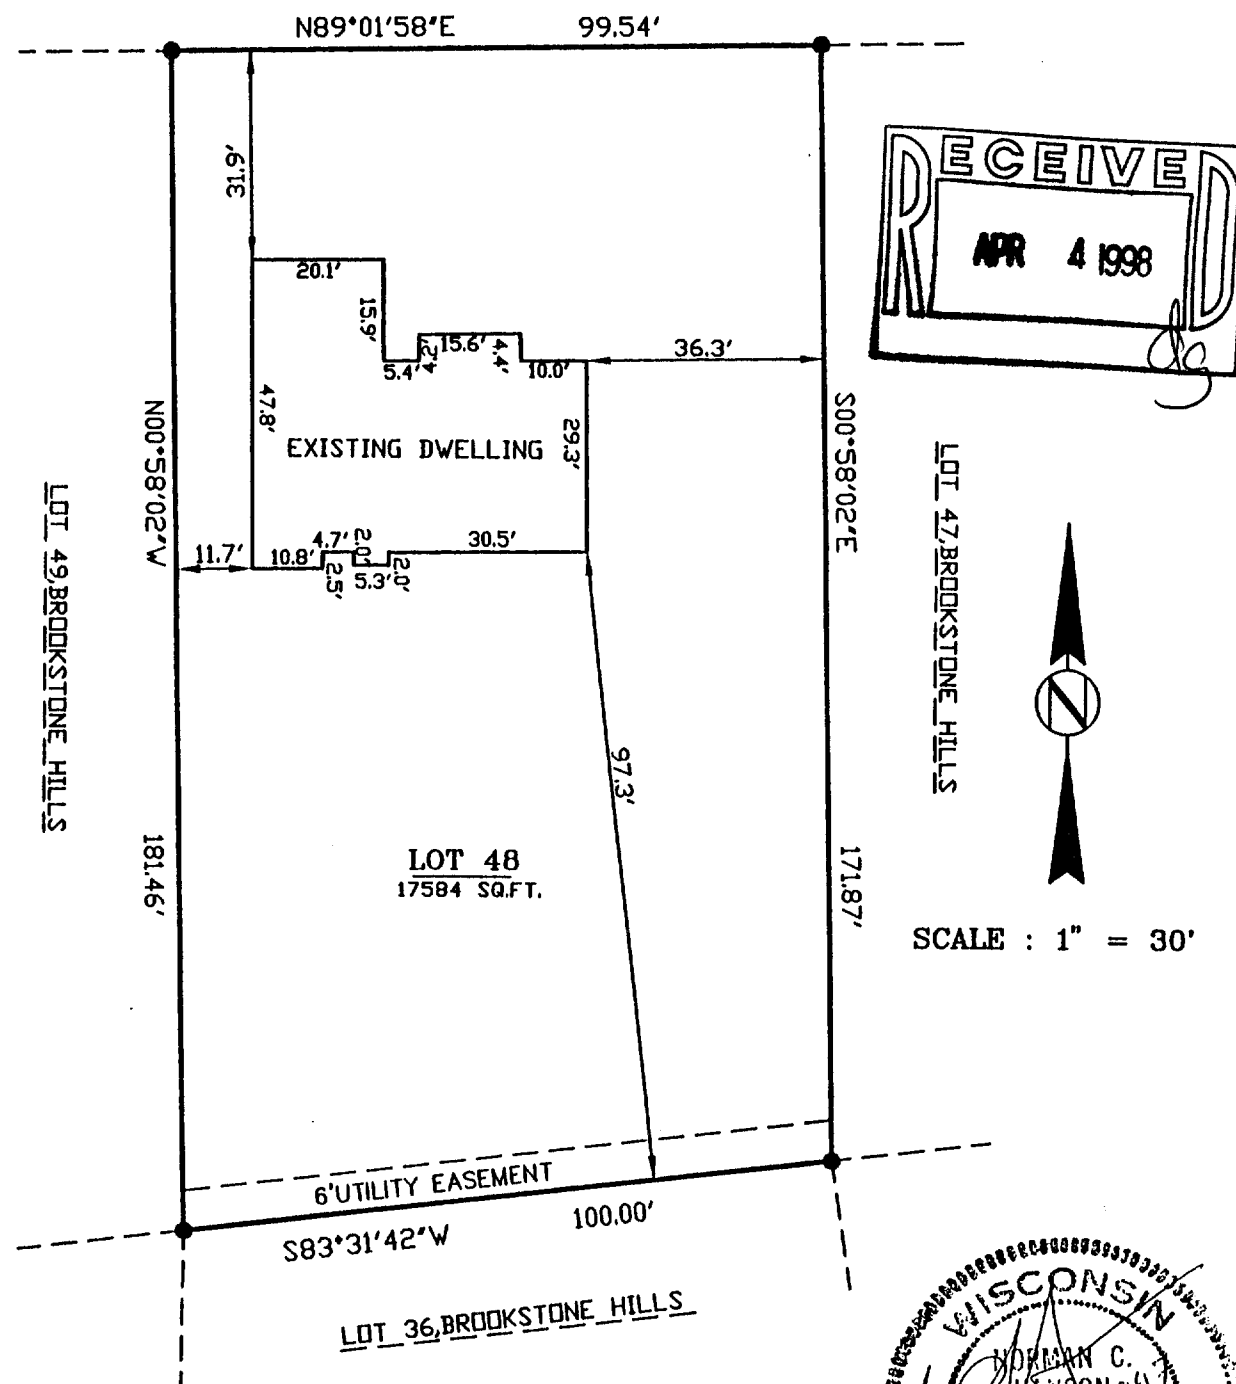 N89°01'58"E 99.54'
RECEIVED
APR 4 1998
dg
31.9'
20.1'
15.9'
5.4'
4.2'
15.6'
4.4'
10.0'
36.3'
47.8'
29.3'
EXISTING DWELLING
N00°58'02"W
S00°58'02"E
LOT 49,BROOKSTONE HILLS
LOT 47,BROOKSTONE HILLS
11.7'
10.8'
4.7'
2.5'
2.0'
5.3'
2.0'
30.5'
N
97.3'
181.46'
171.87'
LOT 48
17584 SQ.FT.
SCALE : 1" = 30'
6'UTILITY EASEMENT
S83°31'42"W 100.00'
LOT 36,BROOKSTONE HILLS
WISCONSIN
NORMAN C.